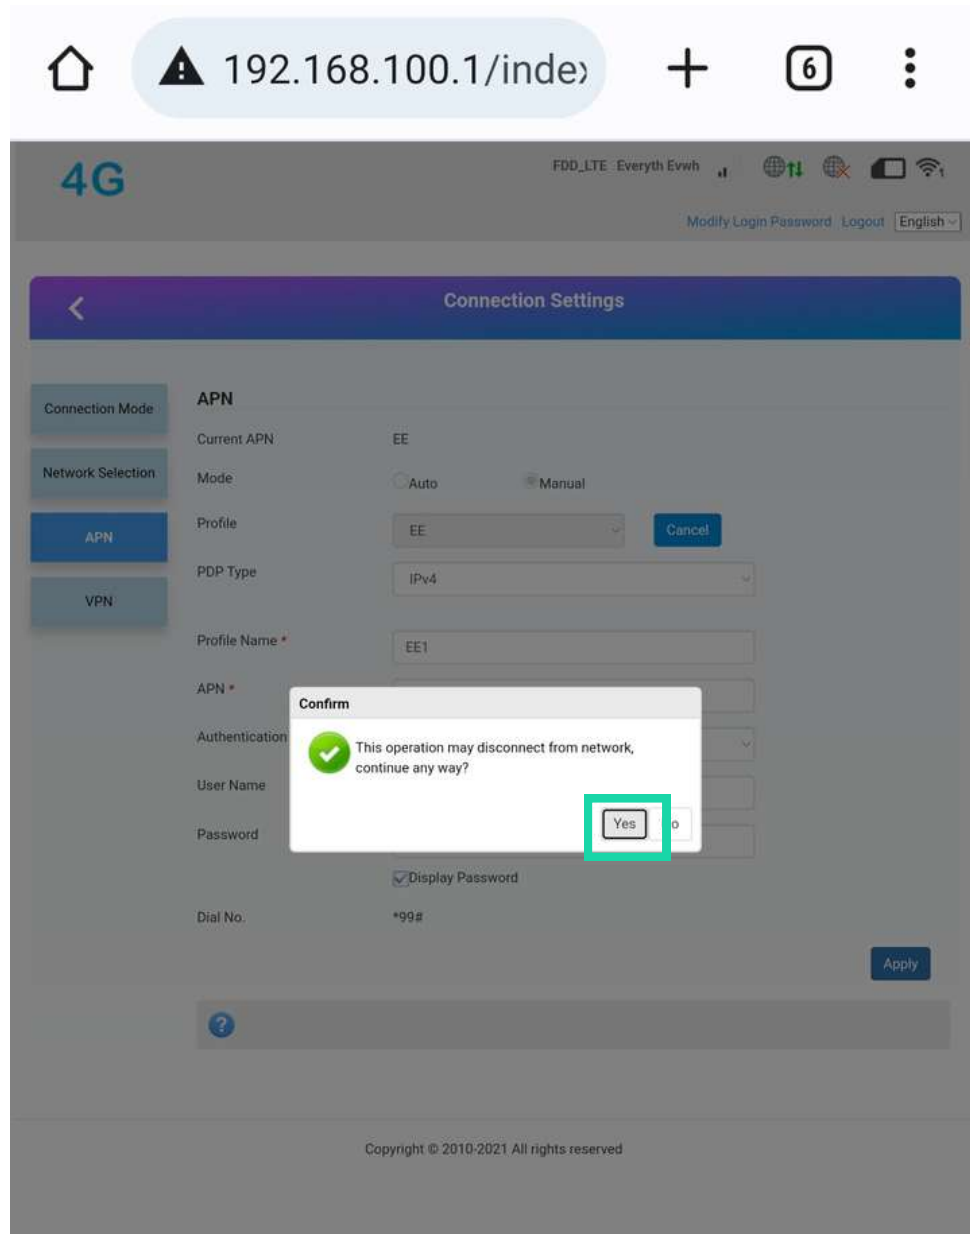 192.168.100.1/index
6
4G
FDD_LTE Everyth Evwh
1
Modify Login Password Logout English
Connection Settings
Connection Mode
Network Selection
APN
VPN
APN
Current APN EE
Mode Auto Manual
Profile EE Cancel
PDP Type IPv4
Profile Name * EE1
APN *
Authentication
User Name
Password
Confirm
This operation may disconnect from network,
continue any way?
Yes
Display Password
Dial No. *99#
Apply
?
Copyright © 2010-2021 All rights reserved